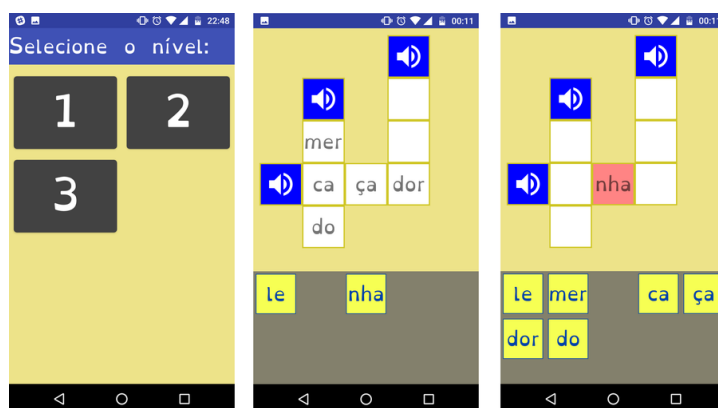 22:48
Selecione o nível:
1 2
3
00:11
mer
ca ça dor
do
le nha
00:11
nha
le mer ca ça
dor do